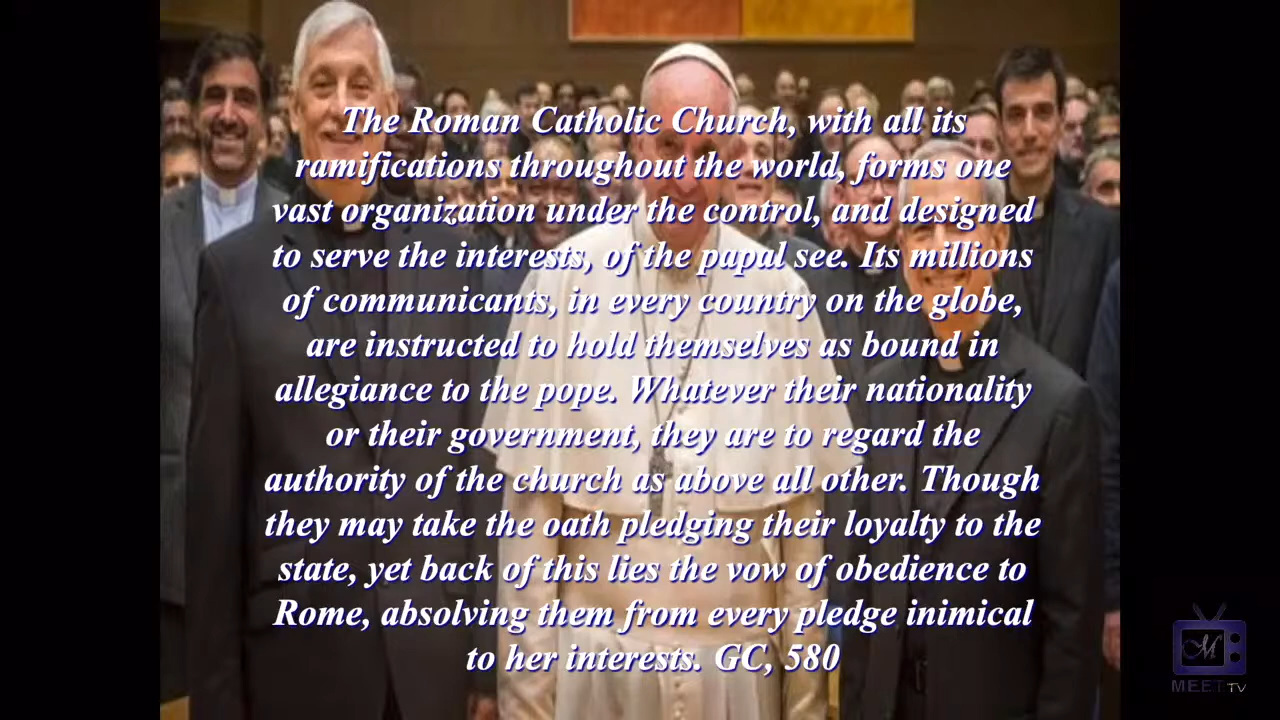 The Roman Catholic Church, with all its
ramifications throughout the world, forms one
vast organization under the control, and designed
to serve the interests, of the papal see. Its millions
of communicants, in every country on the globe,
are instructed to hold themselves as bound in
allegiance to the pope. Whatever their nationality
or their government, they are to regard the
authority of the church as above all other. Though
they may take the oath pledging their loyalty to the
state, yet back of this lies the vow of obedience to
Rome, absolving them from every pledge inimical
to her interests. GC, 580
M
MEET TV